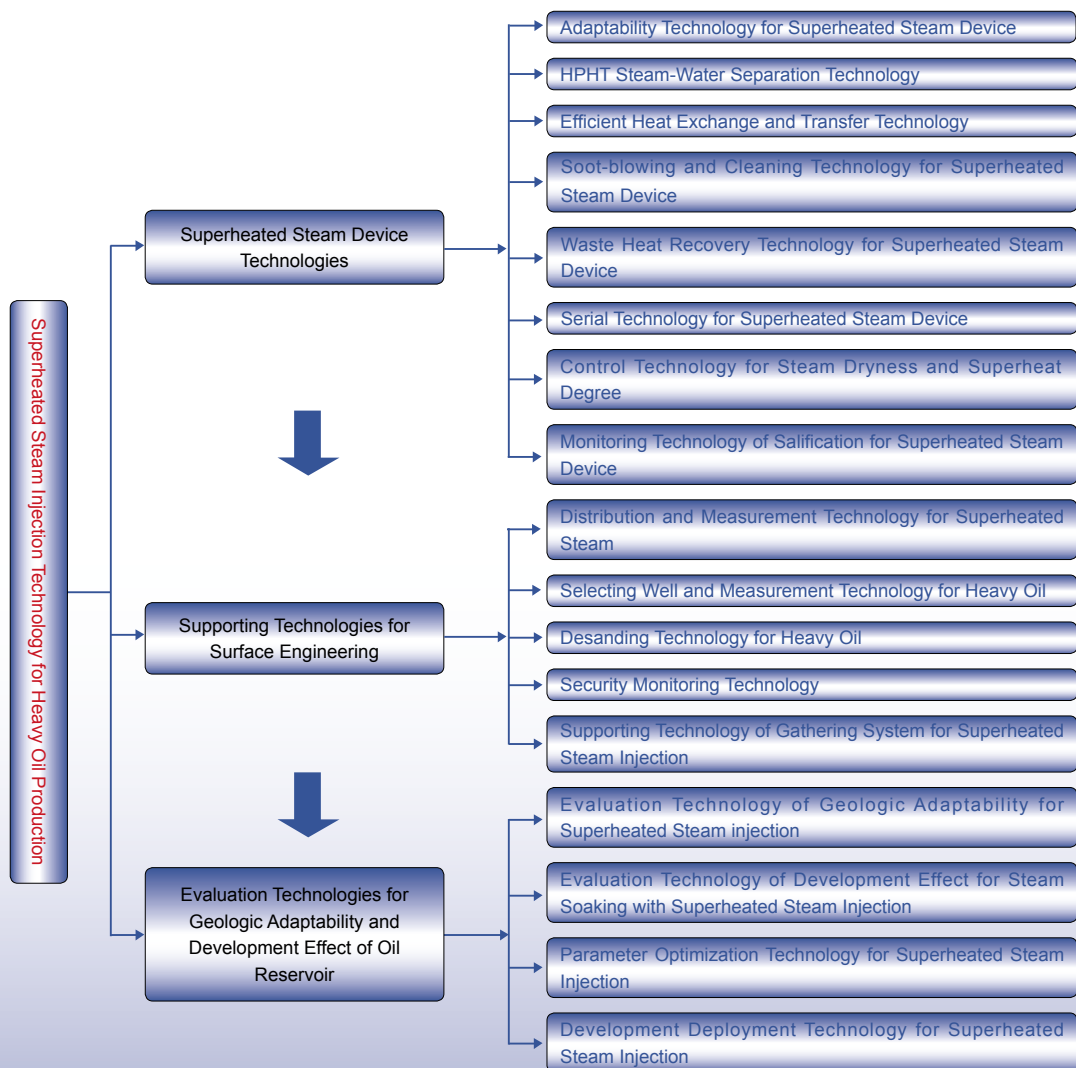 Superheated Steam Injection Technology for Heavy Oil Production
Superheated Steam Device
Technologies
Adaptability Technology for Superheated Steam Device
HPHT Steam-Water Separation Technology
Efficient Heat Exchange and Transfer Technology
Soot-blowing and Cleaning Technology for Superheated
Steam Device
Waste Heat Recovery Technology for Superheated Steam
Device
Serial Technology for Superheated Steam Device
Control Technology for Steam Dryness and Superheat
Degree
Monitoring Technology of Salification for Superheated Steam
Device
Supporting Technologies for
Surface Engineering
Distribution and Measurement Technology for Superheated
Steam
Selecting Well and Measurement Technology for Heavy Oil
Desanding Technology for Heavy Oil
Security Monitoring Technology
Supporting Technology of Gathering System for Superheated
Steam Injection
Evaluation Technologies for
Geologic Adaptability and
Development Effect of Oil
Reservoir
Evaluation Technology of Geologic Adaptability for
Superheated Steam injection
Evaluation Technology of Development Effect for Steam
Soaking with Superheated Steam Injection
Parameter Optimization Technology for Superheated Steam
Injection
Development Deployment Technology for Superheated
Steam Injection